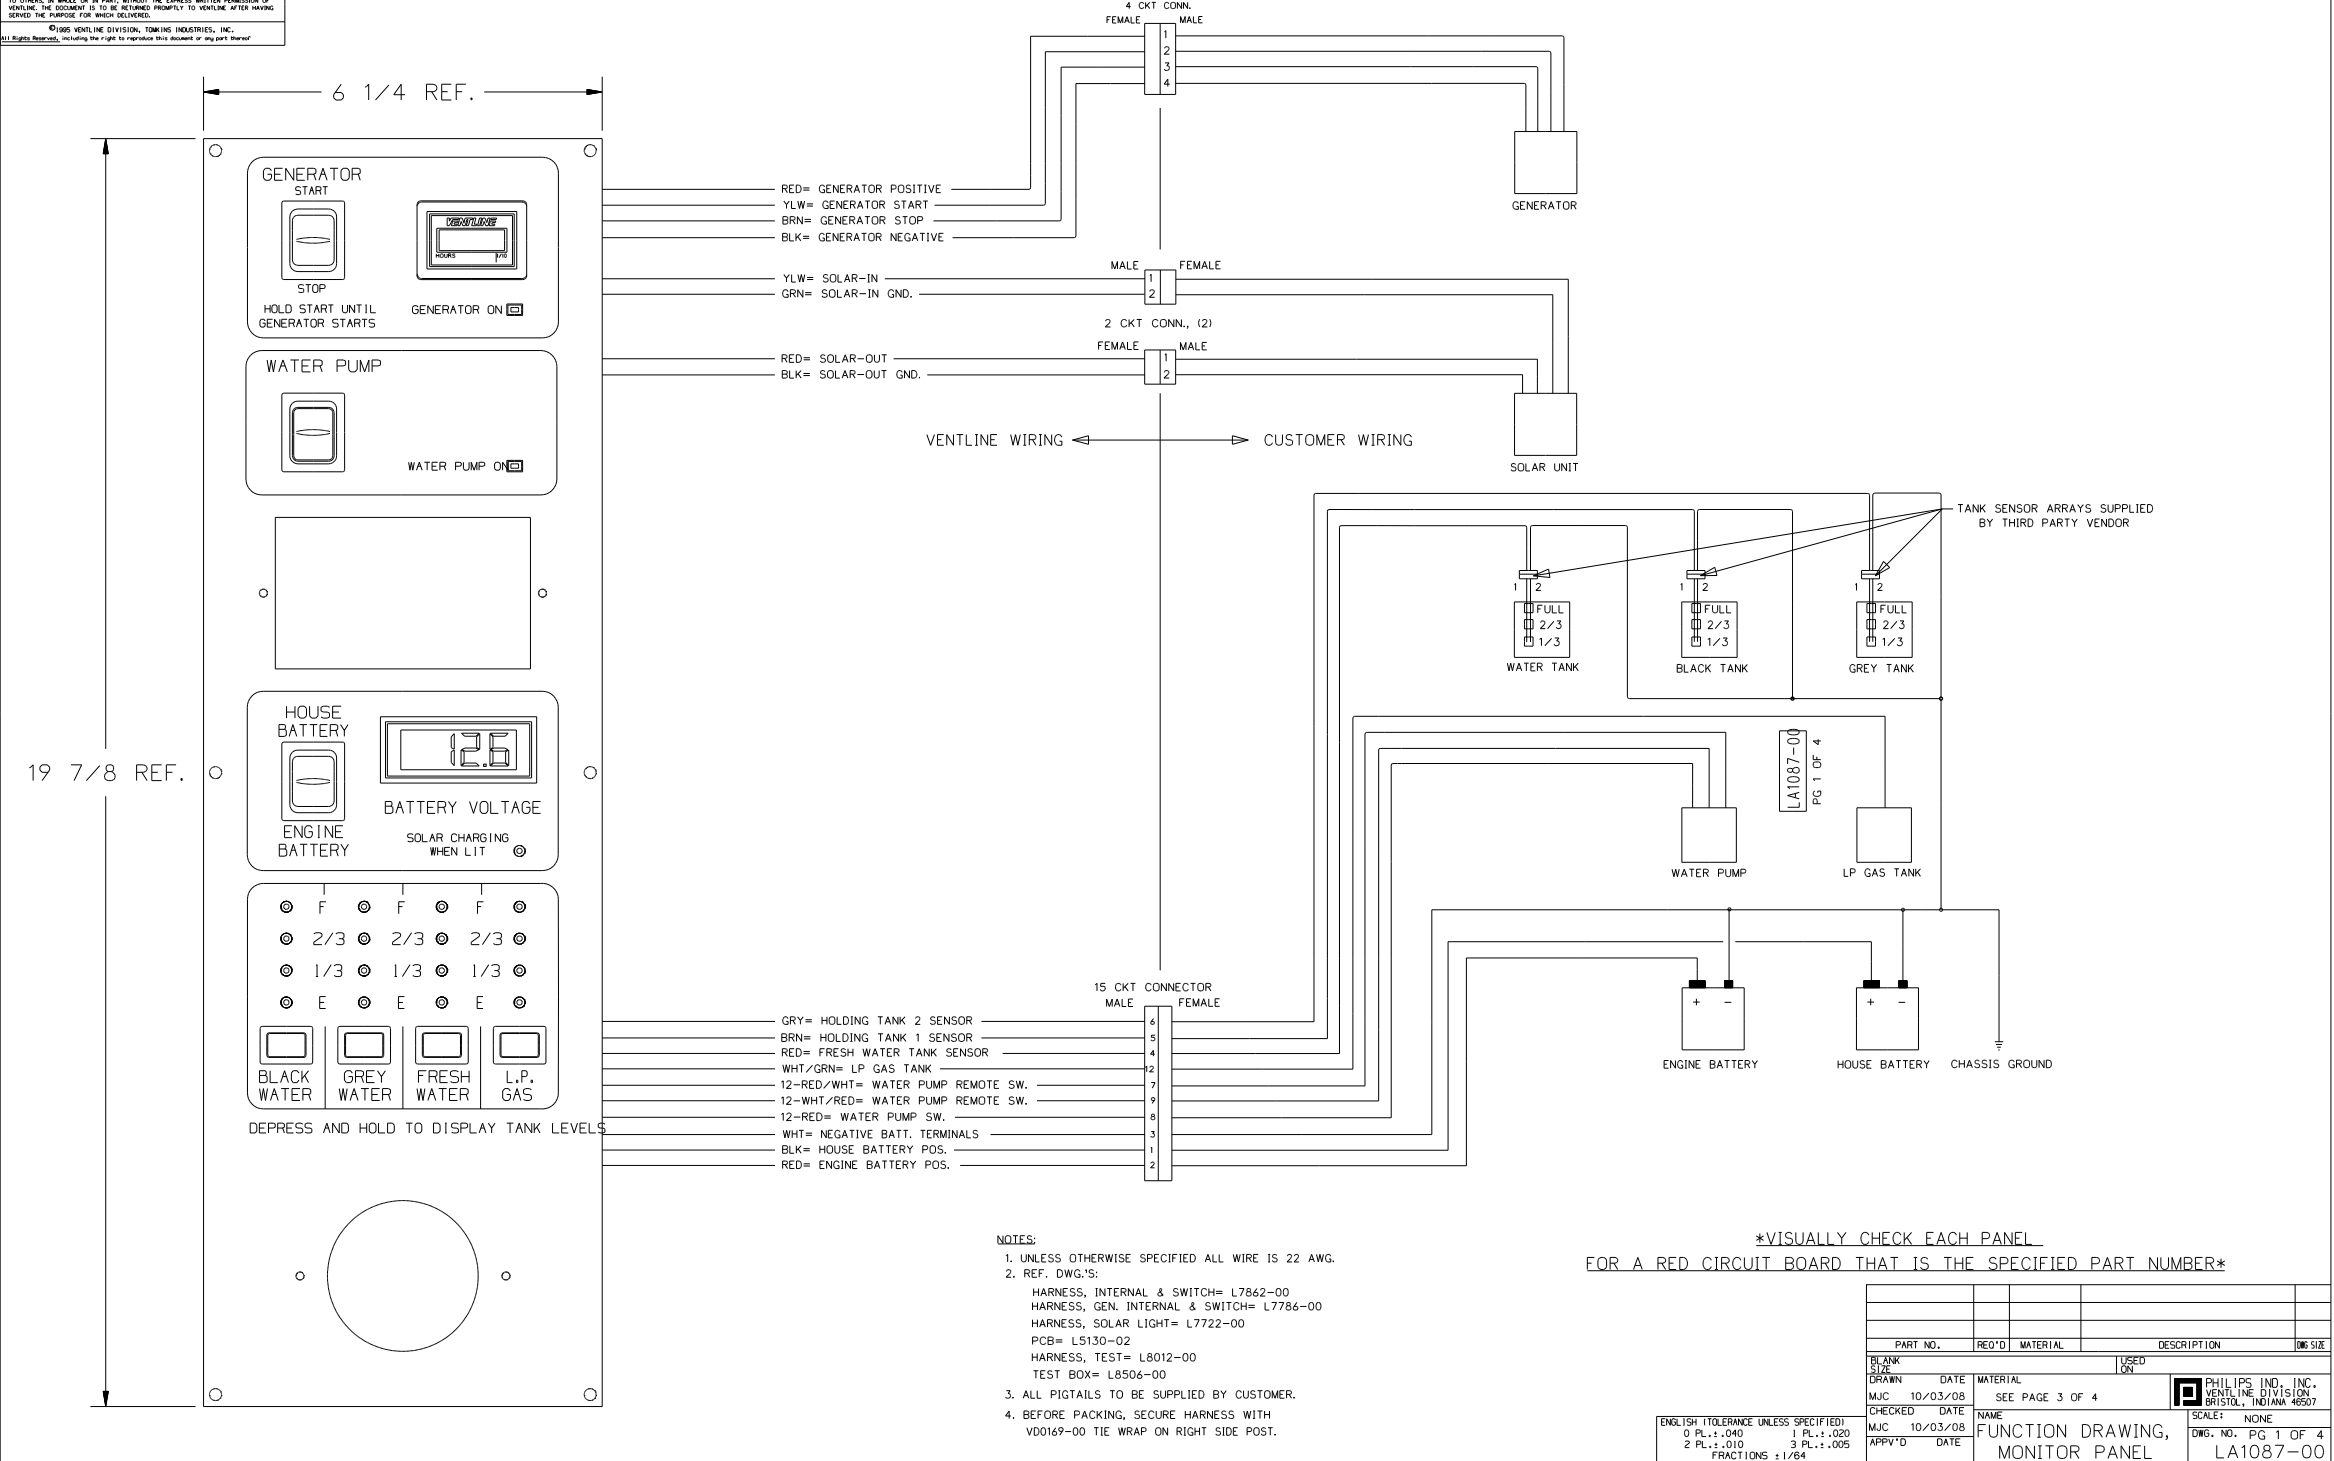 TO OTHERS, IN WHOLE OR IN PART, WITHOUT THE EXPRESS WRITTEN PERMISSION OF
VENTLINE. THE DOCUMENT IS TO BE RETURNED PROMPTLY TO VENTLINE AFTER HAVING
SERVED THE PURPOSE FOR WHICH DELIVERED.
©1995 VENTLINE DIVISION, TOMKINS INDUSTRIES, INC.
All Rights Reserved, including the right to reproduce this document or any part thereof
6 1/4 REF.
19 7/8 REF.
GENERATOR
START
STOP
HOLD START UNTIL
GENERATOR STARTS
VENTLINE
HOURS 1/10
GENERATOR ON
WATER PUMP
WATER PUMP ON
HOUSE
BATTERY
12.6
BATTERY VOLTAGE
ENGINE
BATTERY
SOLAR CHARGING
WHEN LIT
F F F
2/3 2/3 2/3
1/3 1/3 1/3
E E E
BLACK
WATER
GREY
WATER
FRESH
WATER
L.P.
GAS
DEPRESS AND HOLD TO DISPLAY TANK LEVELS
4 CKT CONN.
FEMALE MALE
1
2
3
4
RED= GENERATOR POSITIVE
YLW= GENERATOR START
BRN= GENERATOR STOP
BLK= GENERATOR NEGATIVE
GENERATOR
MALE FEMALE
YLW= SOLAR-IN 1
GRN= SOLAR-IN GND. 2
2 CKT CONN., (2)
FEMALE MALE
RED= SOLAR-OUT 1
BLK= SOLAR-OUT GND. 2
VENTLINE WIRING CUSTOMER WIRING
SOLAR UNIT
TANK SENSOR ARRAYS SUPPLIED
BY THIRD PARTY VENDOR
1 2
FULL
2/3
1/3
WATER TANK
1 2
FULL
2/3
1/3
BLACK TANK
1 2
FULL
2/3
1/3
GREY TANK
LA1087-00
PG 1 OF 4
WATER PUMP
LP GAS TANK
+ -
ENGINE BATTERY
+ -
HOUSE BATTERY
CHASSIS GROUND
15 CKT CONNECTOR
MALE FEMALE
GRY= HOLDING TANK 2 SENSOR 6
BRN= HOLDING TANK 1 SENSOR 5
RED= FRESH WATER TANK SENSOR 4
WHT/GRN= LP GAS TANK 12
12-RED/WHT= WATER PUMP REMOTE SW. 7
12-WHT/RED= WATER PUMP REMOTE SW. 9
12-RED= WATER PUMP SW. 8
WHT= NEGATIVE BATT. TERMINALS 3
BLK= HOUSE BATTERY POS. 1
RED= ENGINE BATTERY POS. 2
NOTES:
1. UNLESS OTHERWISE SPECIFIED ALL WIRE IS 22 AWG.
2. REF. DWG.'S:
HARNESS, INTERNAL & SWITCH= L7862-00
HARNESS, GEN. INTERNAL & SWITCH= L7786-00
HARNESS, SOLAR LIGHT= L7722-00
PCB= L5130-02
HARNESS, TEST= L8012-00
TEST BOX= L8506-00
3. ALL PIGTAILS TO BE SUPPLIED BY CUSTOMER.
4. BEFORE PACKING, SECURE HARNESS WITH
VD0169-00 TIE WRAP ON RIGHT SIDE POST.
*VISUALLY CHECK EACH PANEL
FOR A RED CIRCUIT BOARD THAT IS THE SPECIFIED PART NUMBER*
PART NO. REQ'D MATERIAL DESCRIPTION DWG SIZE
BLANK
SIZE
USED
ON
DRAWN DATE
MJC 10/03/08
CHECKED DATE
MJC 10/03/08
APPV'D DATE
MATERIAL
SEE PAGE 3 OF 4
NAME
FUNCTION DRAWING,
MONITOR PANEL
PHILIPS IND. INC.
VENTLINE DIVISION
BRISTOL, INDIANA 46507
SCALE: NONE
DWG. NO. PG 1 OF 4
LA1087-00
ENGLISH (TOLERANCE UNLESS SPECIFIED)
0 PL.±.040 1 PL.±.020
2 PL.±.010 3 PL.±.005
FRACTIONS ±1/64